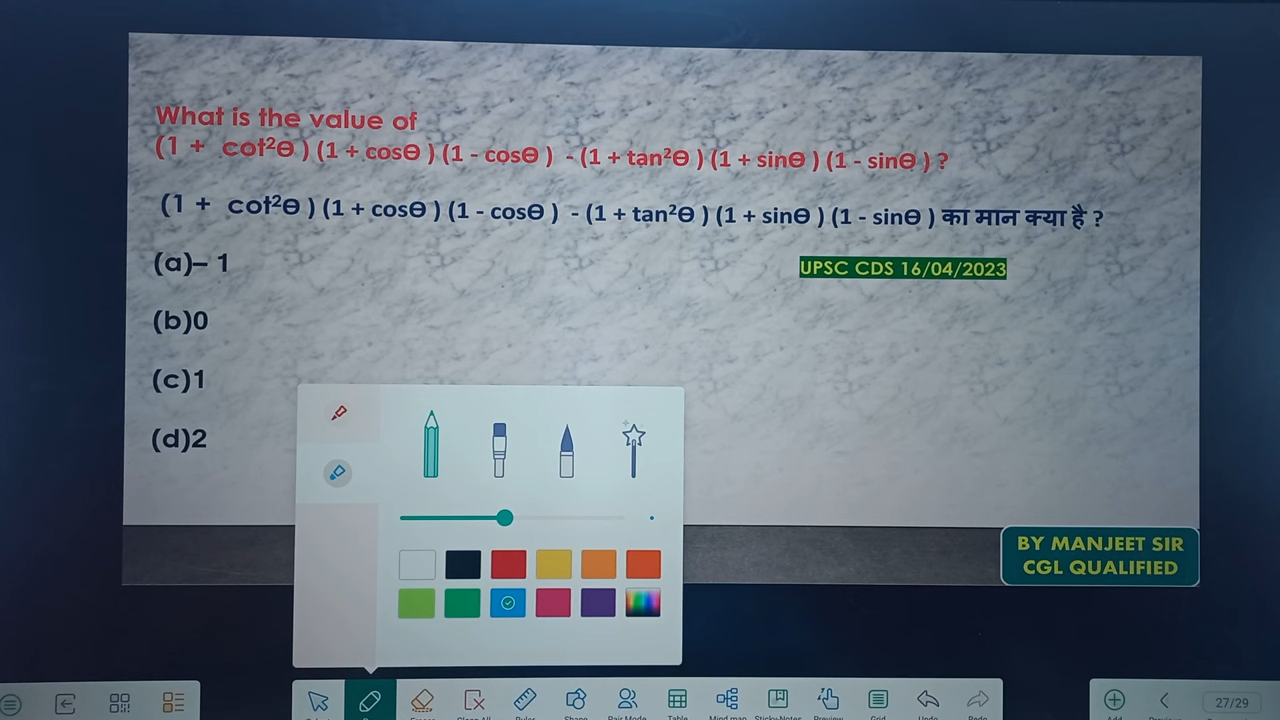 What is the value of
(1 + cot²Θ ) (1 + cosΘ ) (1 - cosΘ ) - (1 + tan²Θ ) (1 + sinΘ ) (1 - sinΘ ) ?
(1 + cot²Θ ) (1 + cosΘ ) (1 - cosΘ ) - (1 + tan²Θ ) (1 + sinΘ ) (1 - sinΘ ) का मान क्या है ?
(a)– 1
UPSC CDS 16/04/2023
(b)0
(c)1
(d)2
BY MANJEET SIR
CGL QUALIFIED
27/29